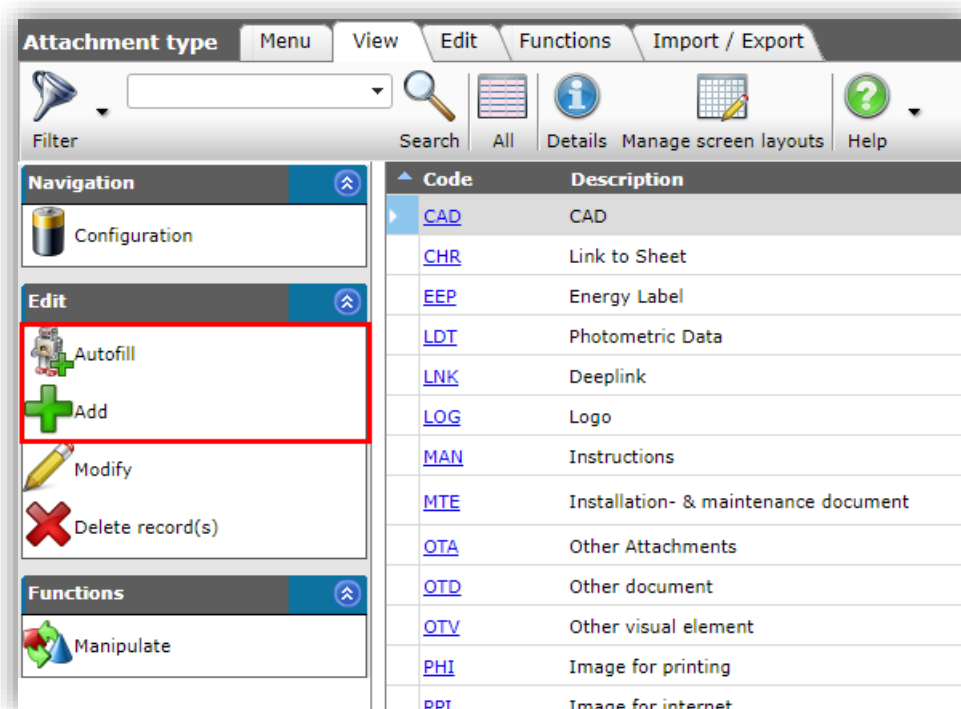 Attachment type Menu View Edit Functions Import / Export
Filter Search All Details Manage screen layouts Help
Navigation
Configuration
Edit
Autofill
Add
Modify
Delete record(s)
Functions
Manipulate
Code Description
CAD CAD
CHR Link to Sheet
EEP Energy Label
LDT Photometric Data
LNK Deeplink
LOG Logo
MAN Instructions
MTE Installation- & maintenance document
OTA Other Attachments
OTD Other document
OTV Other visual element
PHI Image for printing
PPI Image for internet